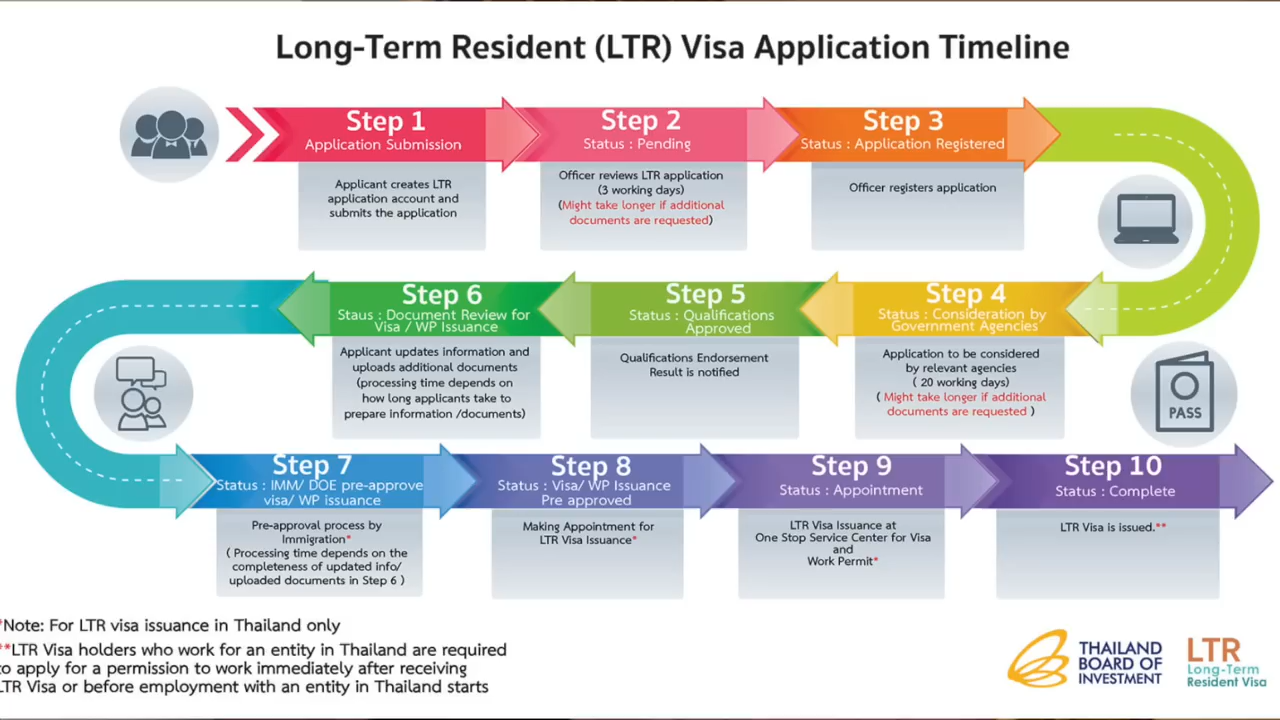 Long-Term Resident (LTR) Visa Application Timeline
Step 1
Application Submission
Applicant creates LTR
application account and
submits the application
Step 2
Status : Pending
Officer reviews LTR application
(3 working days)
(Might take longer if additional
documents are requested)
Step 3
Status : Application Registered
Officer registers application
Step 4
Status : Consideration by
Government Agencies
Application to be considered
by relevant agencies
( 20 working days)
( Might take longer if additional
documents are requested )
Step 5
Status : Qualifications
Approved
Qualifications Endorsement
Result is notified
Step 6
Staus : Document Review for
Visa / WP Issuance
Applicant updates information and
uploads additional documents
(processing time depends on
how long applicants take to
prepare information /documents)
PASS
Step 7
Status : IMM/ DOE pre-approve
visa/ WP issuance
Pre-approval process by
Immigration*
( Processing time depends on the
completeness of updated info/
uploaded documents in Step 6 )
Step 8
Status : Visa/ WP Issuance
Pre approved
Making Appointment for
LTR Visa Issuance*
Step 9
Status : Appointment
LTR Visa Issuance at
One Stop Service Center for Visa
and
Work Permit*
Step 10
Status : Complete
LTR Visa is issued.**
*Note: For LTR visa issuance in Thailand only
**LTR Visa holders who work for an entity in Thailand are required
to apply for a permission to work immediately after receiving
LTR Visa or before employment with an entity in Thailand starts
THAILAND
BOARD OF
INVESTMENT
LTR
Long-Term
Resident Visa